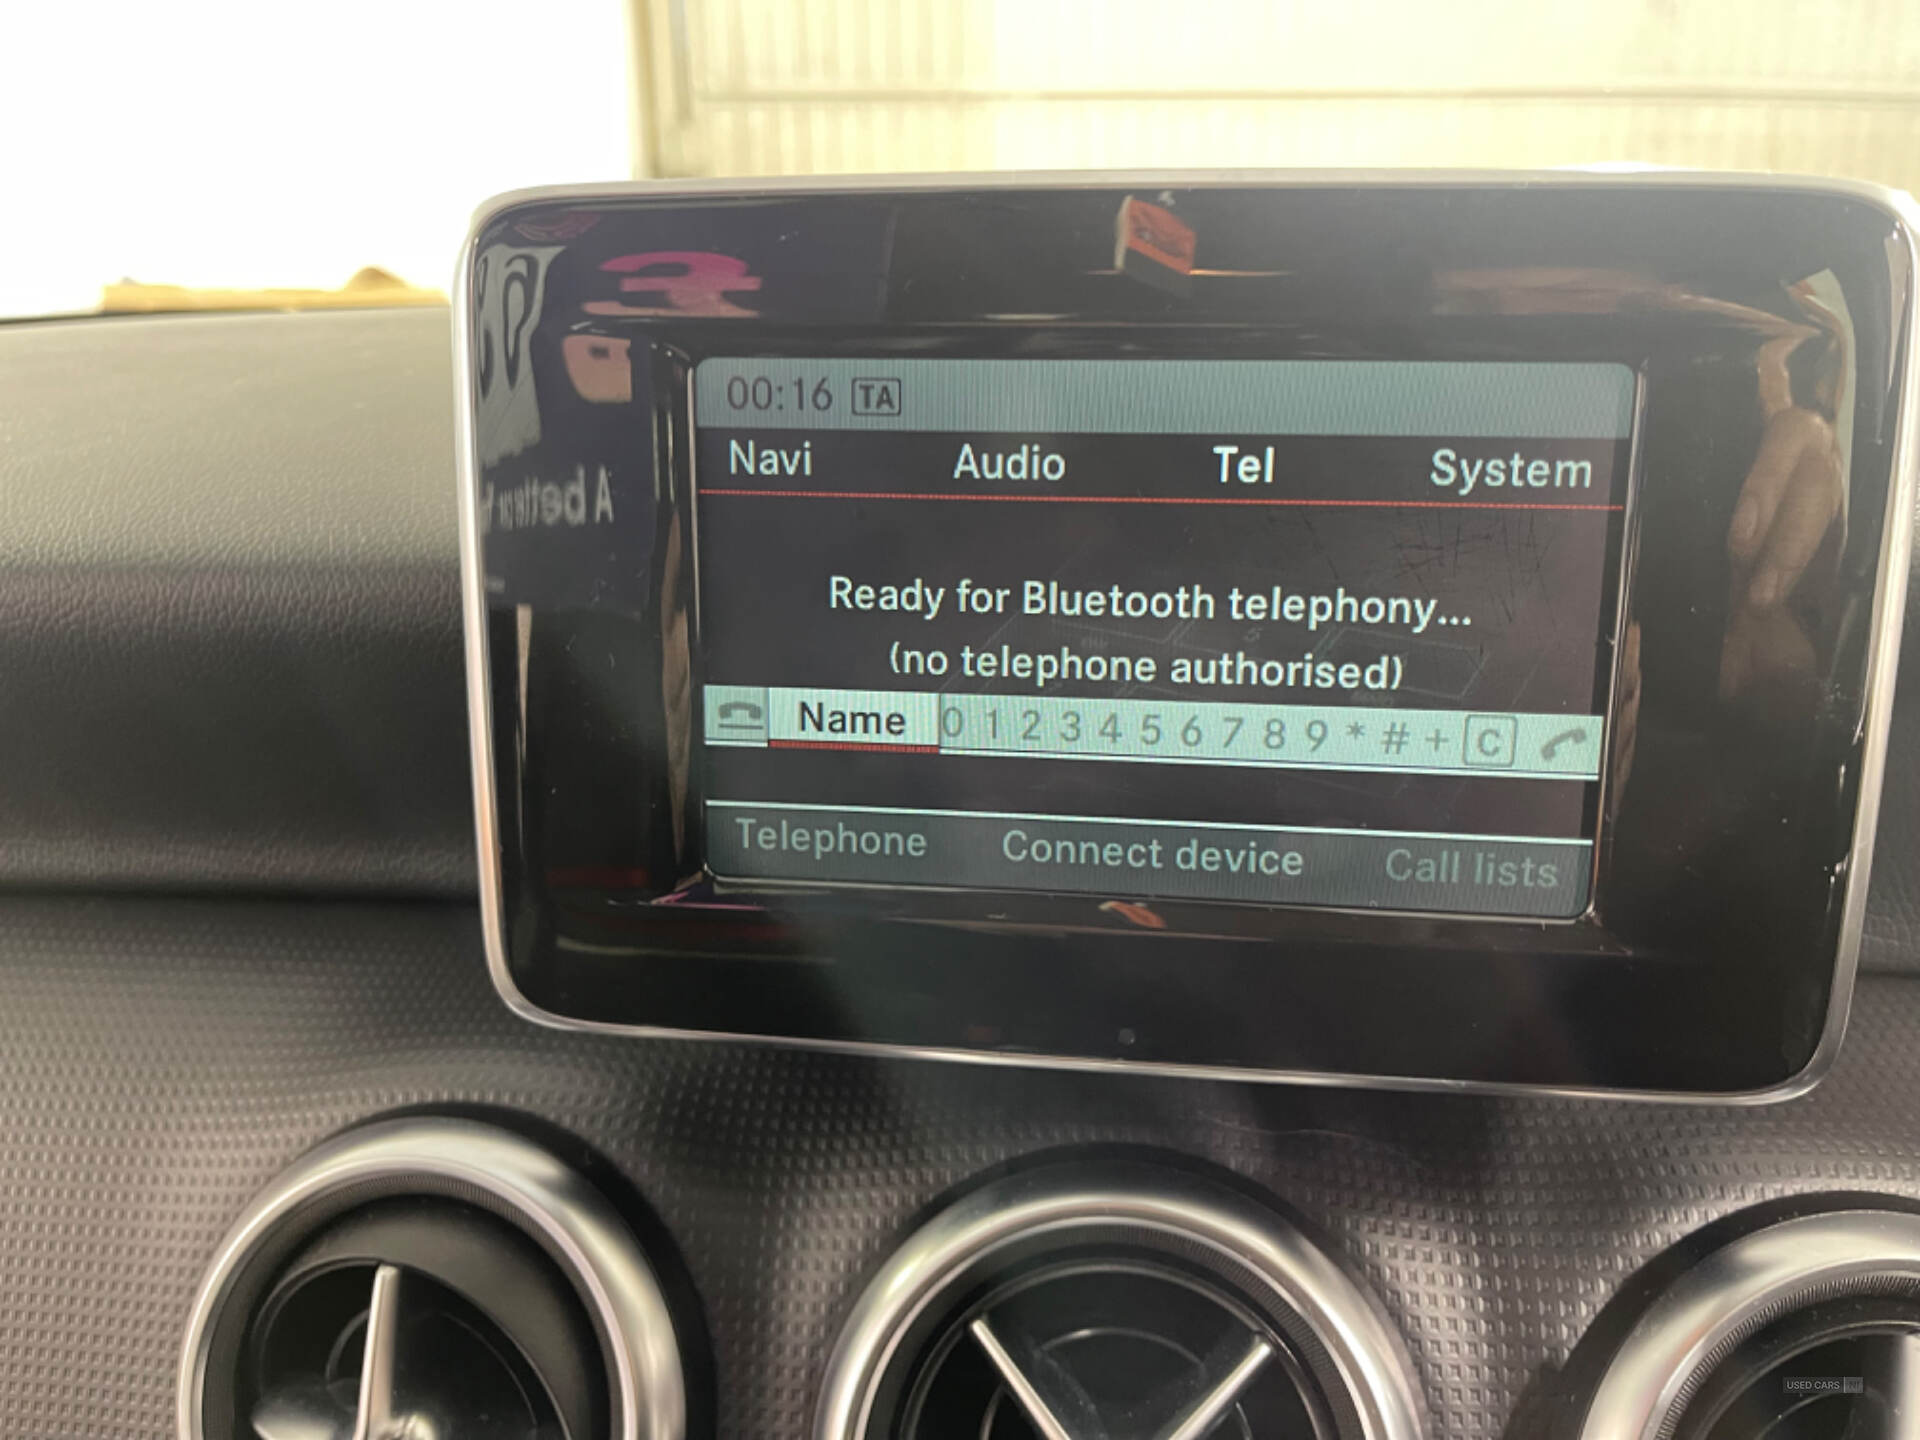 00:16 TA
Navi Audio Tel System
Ready for Bluetooth telephony...
(no telephone authorised)
Name 0 1 2 3 4 5 6 7 8 9 * # + C
Telephone Connect device Call lists
USED CARS NI